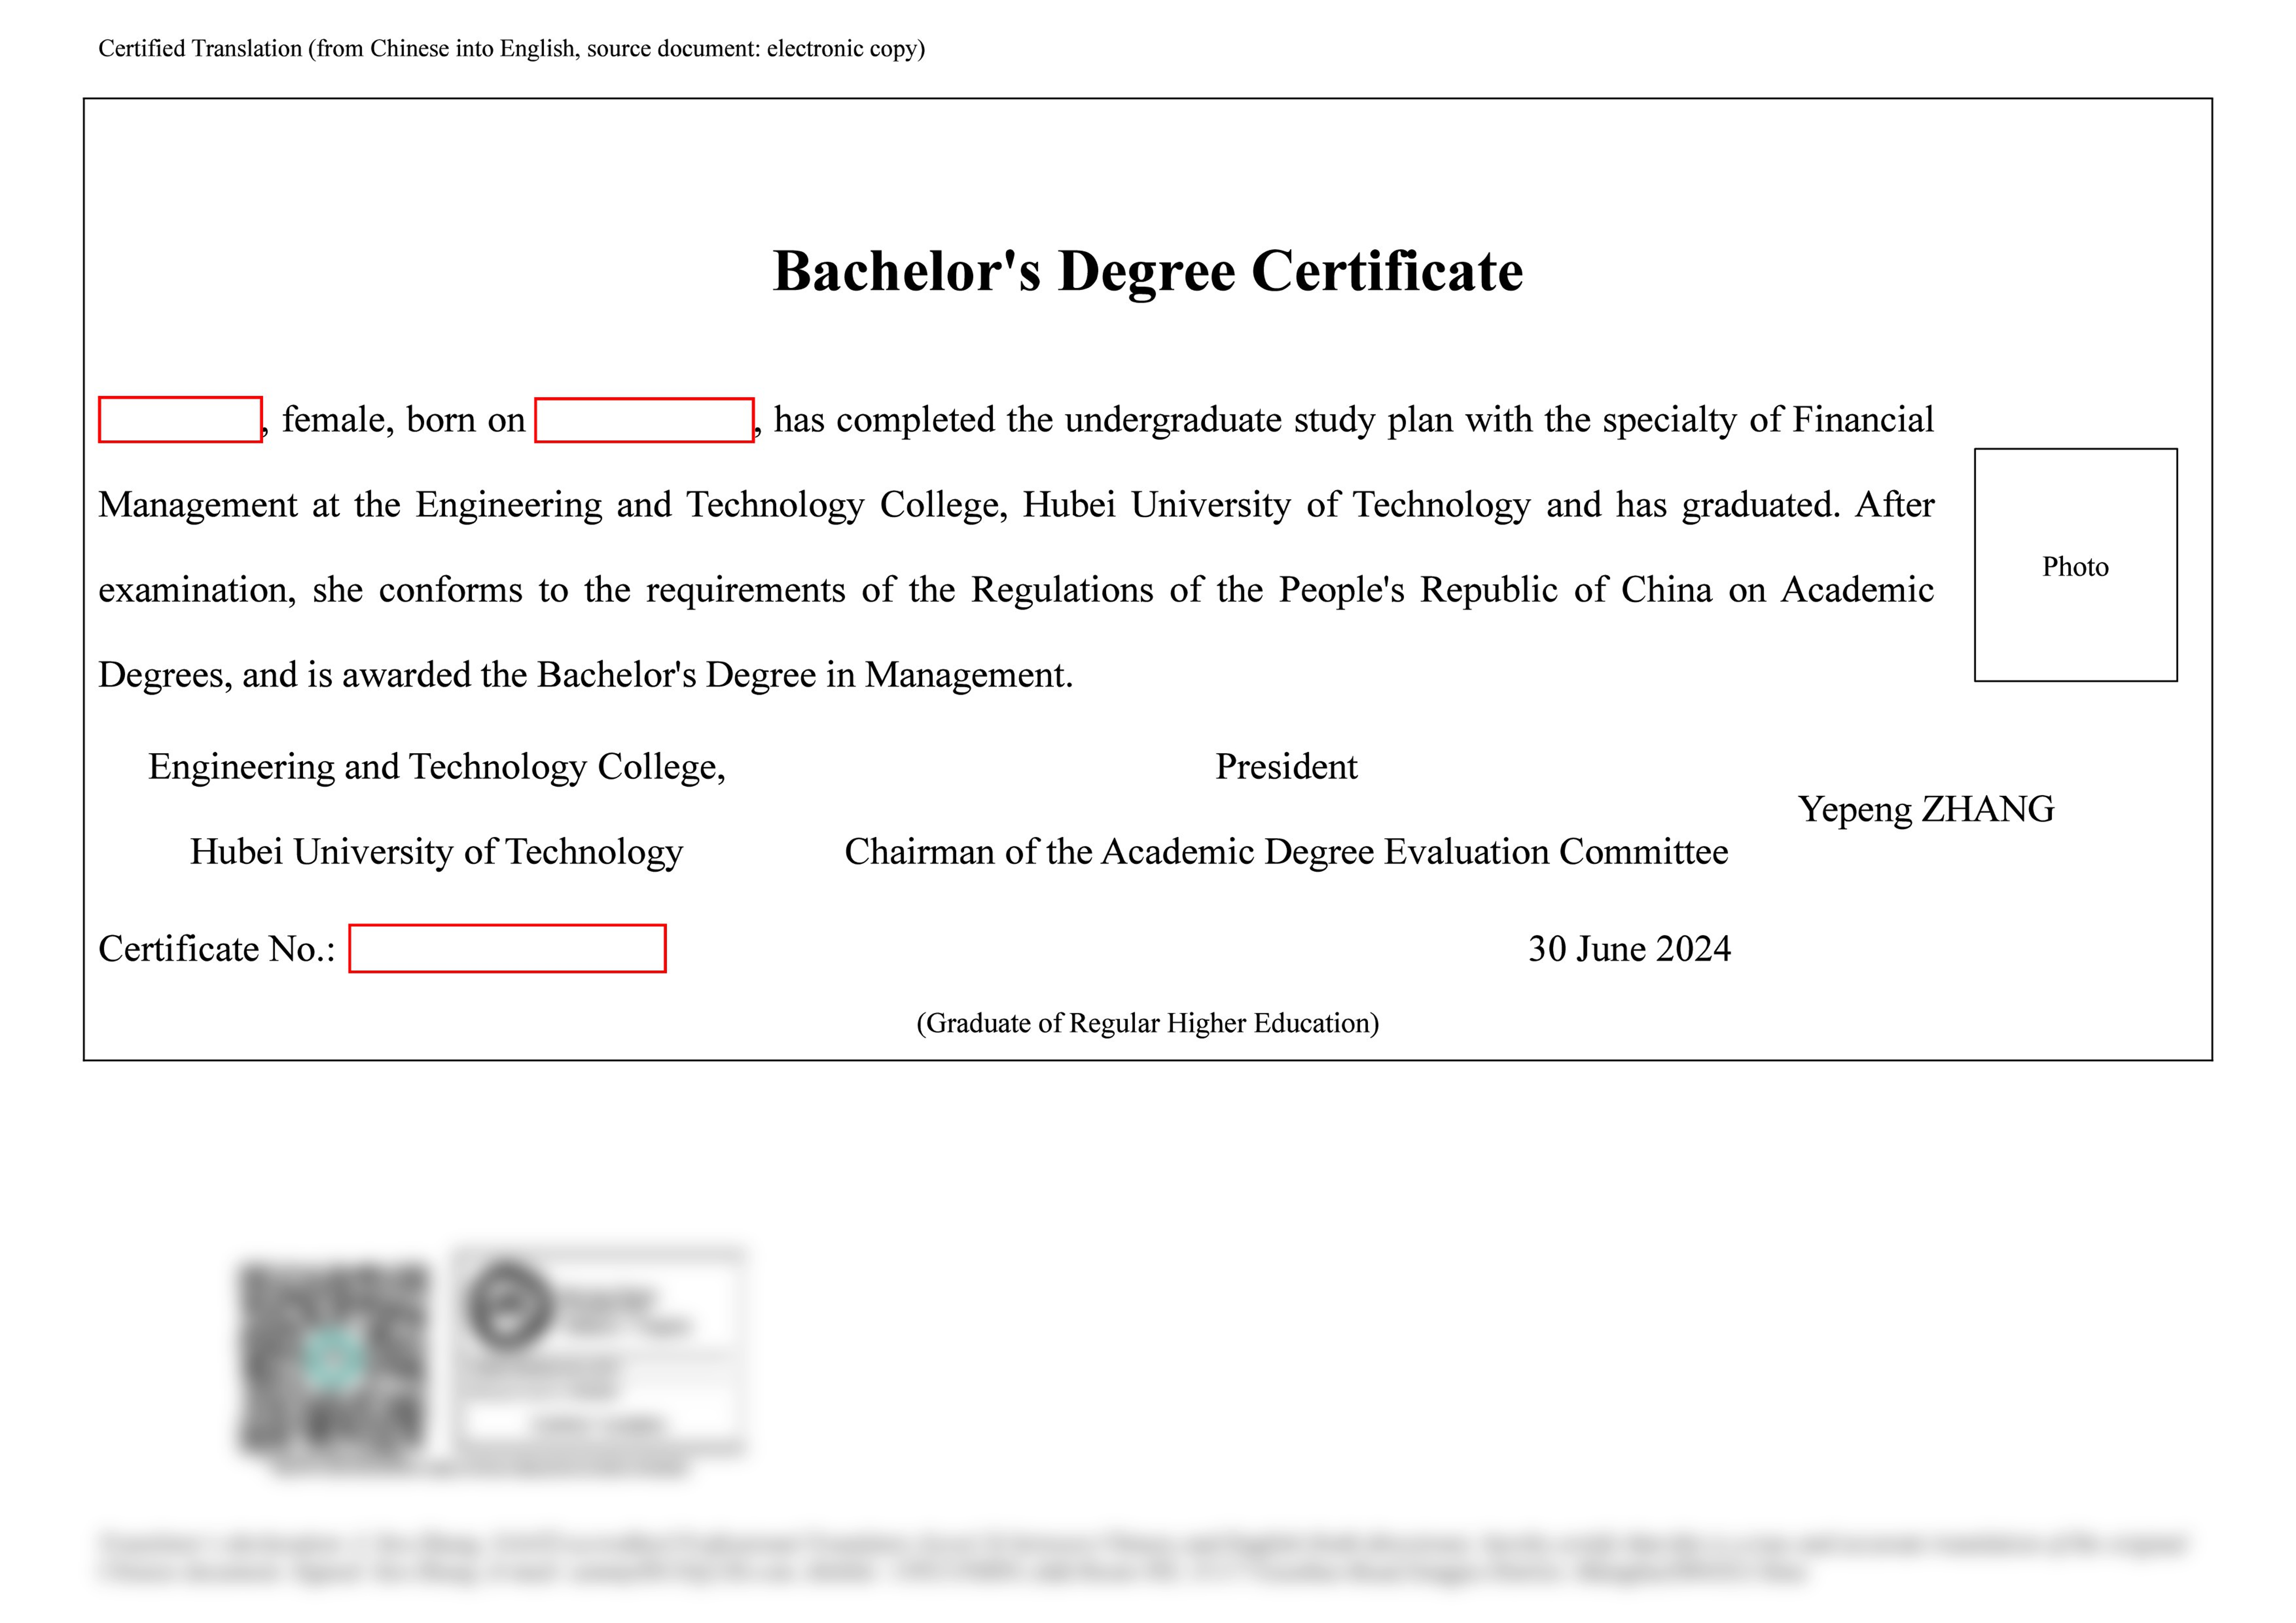 Certified Translation (from Chinese into English, source document: electronic copy)
Bachelor's Degree Certificate
, female, born on , has completed the undergraduate study plan with the specialty of Financial
Management at the Engineering and Technology College, Hubei University of Technology and has graduated. After
examination, she conforms to the requirements of the Regulations of the People's Republic of China on Academic
Degrees, and is awarded the Bachelor's Degree in Management.
Photo
Engineering and Technology College,
Hubei University of Technology
President
Chairman of the Academic Degree Evaluation Committee
Yepeng ZHANG
Certificate No.:
30 June 2024
(Graduate of Regular Higher Education)